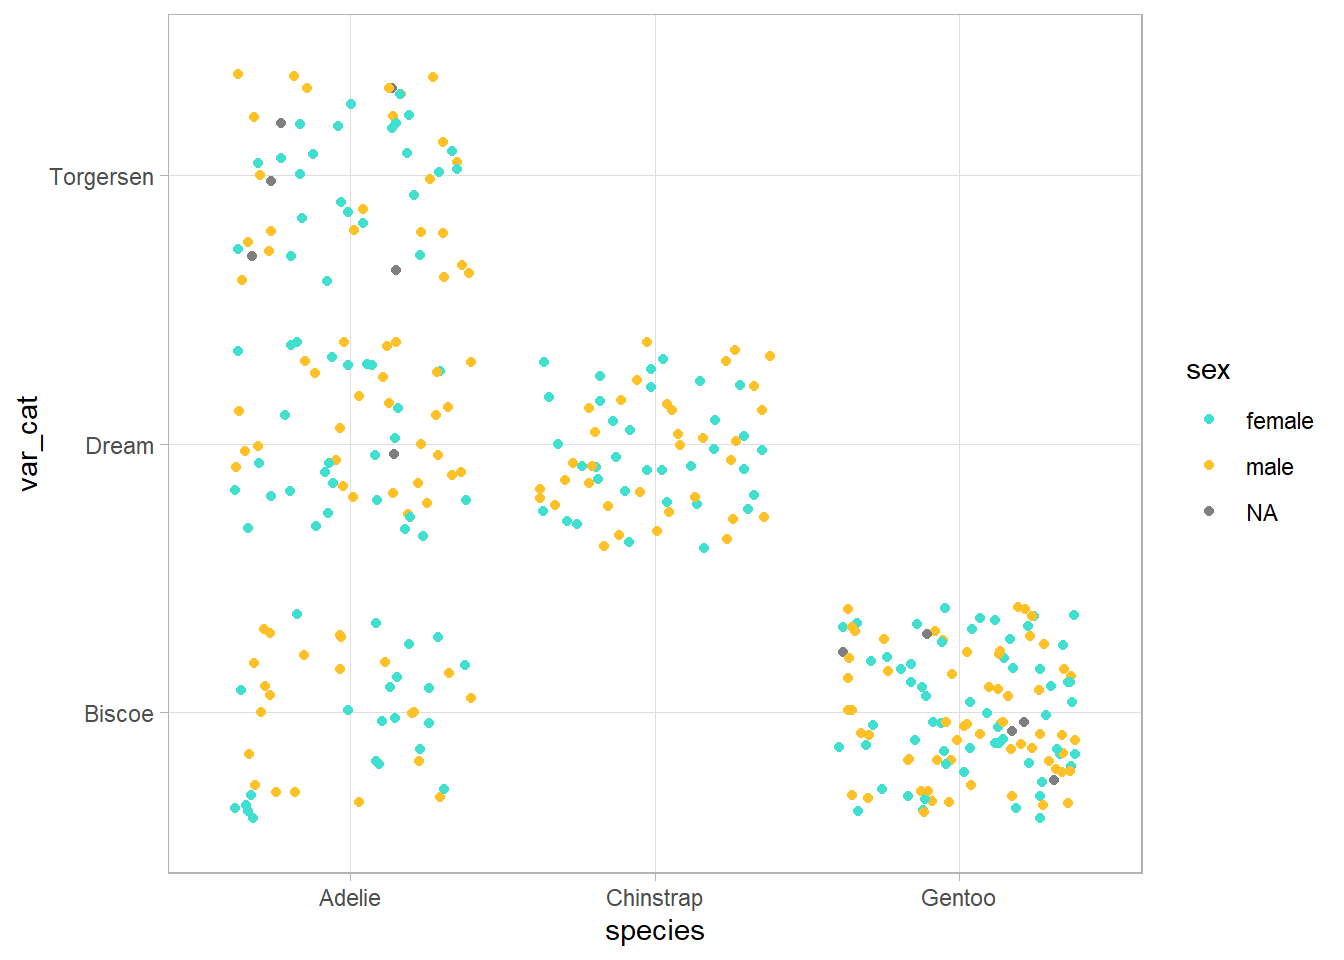 var_cat
Torgersen
Dream
Biscoe
Adelie
Chinstrap
Gentoo
species
sex
female
male
NA